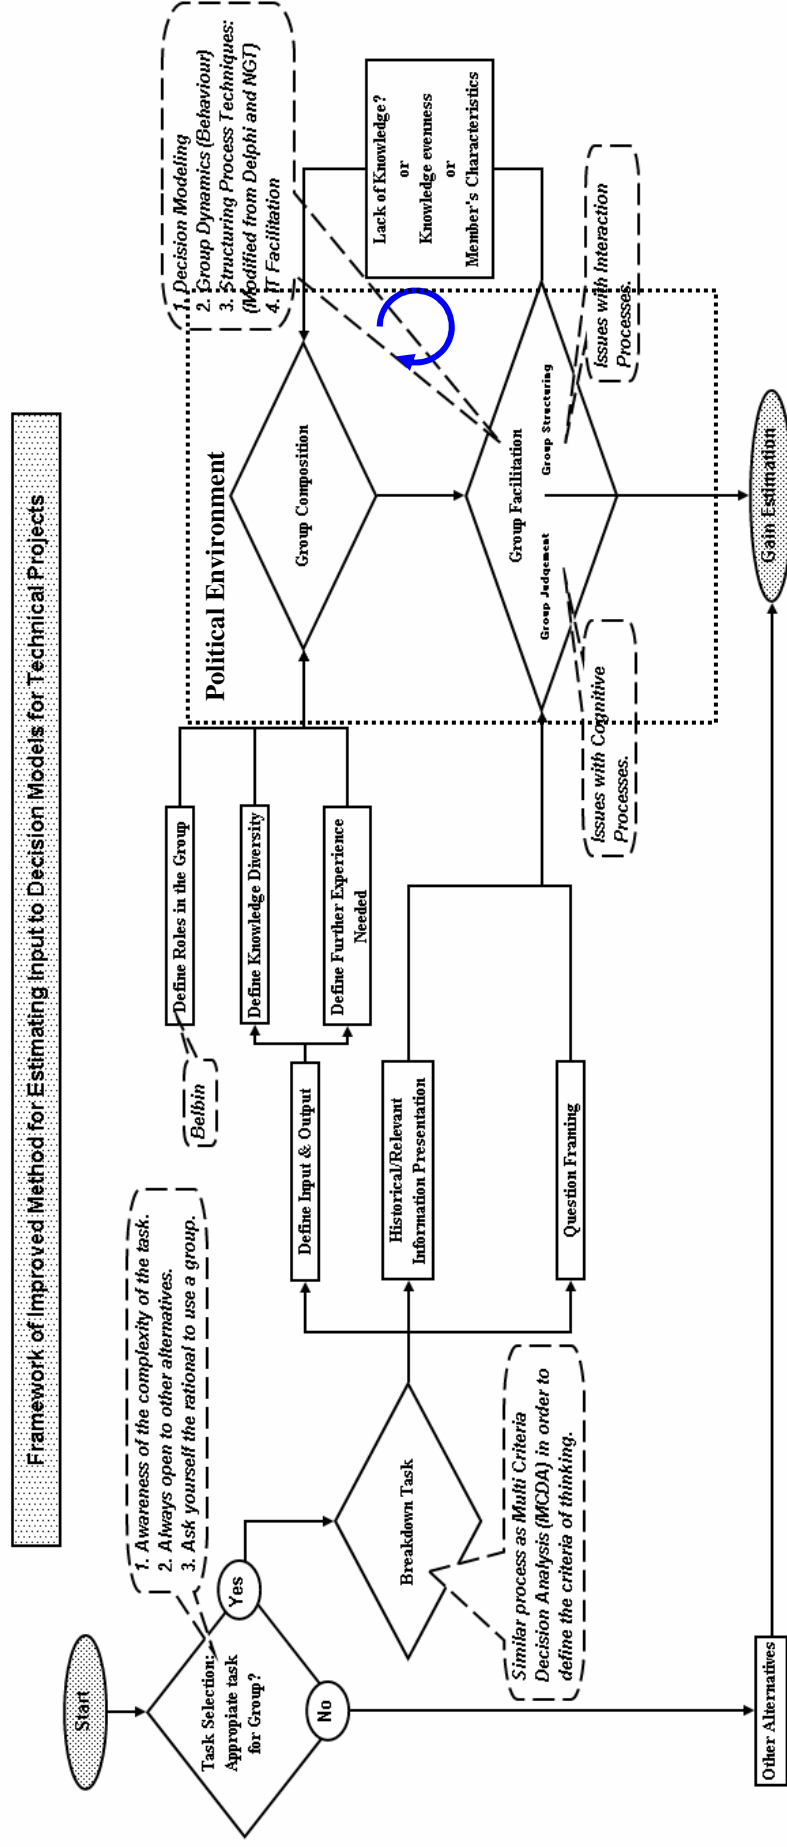 Framework of Improved Method for Estimating Input to Decision Models for Technical Projects
Start
Task Selection;
Appropiate task
for Group?
Yes
No
1. Awareness of the complexity of the task.
2. Always open to other alternatives.
3. Ask yourself the rational to use a group.
Breakdown Task
Similar process as Multi Criteria
Decision Analysis (MCDA) in order to
define the criteria of thinking.
Other Alternatives
Define Input & Output
Historical/Relevant
Information Presentation
Question Framing
Belbin
Define Roles in the Group
Define Knowledge Diversity
Define Further Experience
Needed
Political Environment
Group Composition
Group Facilitation
Group Judgement
Group Structuring
Issues with Cognitive
Processes.
Issues with Interaction
Processes.
1. Decision Modeling
2. Group Dynamics (Behaviour)
3. Structuring Process Techniques:
(Modified from Delphi and NGT)
4. IT Facilitation
Lack of Knowledge?
or
Knowledge evenness
or
Member's Characteristics
Gain Estimation